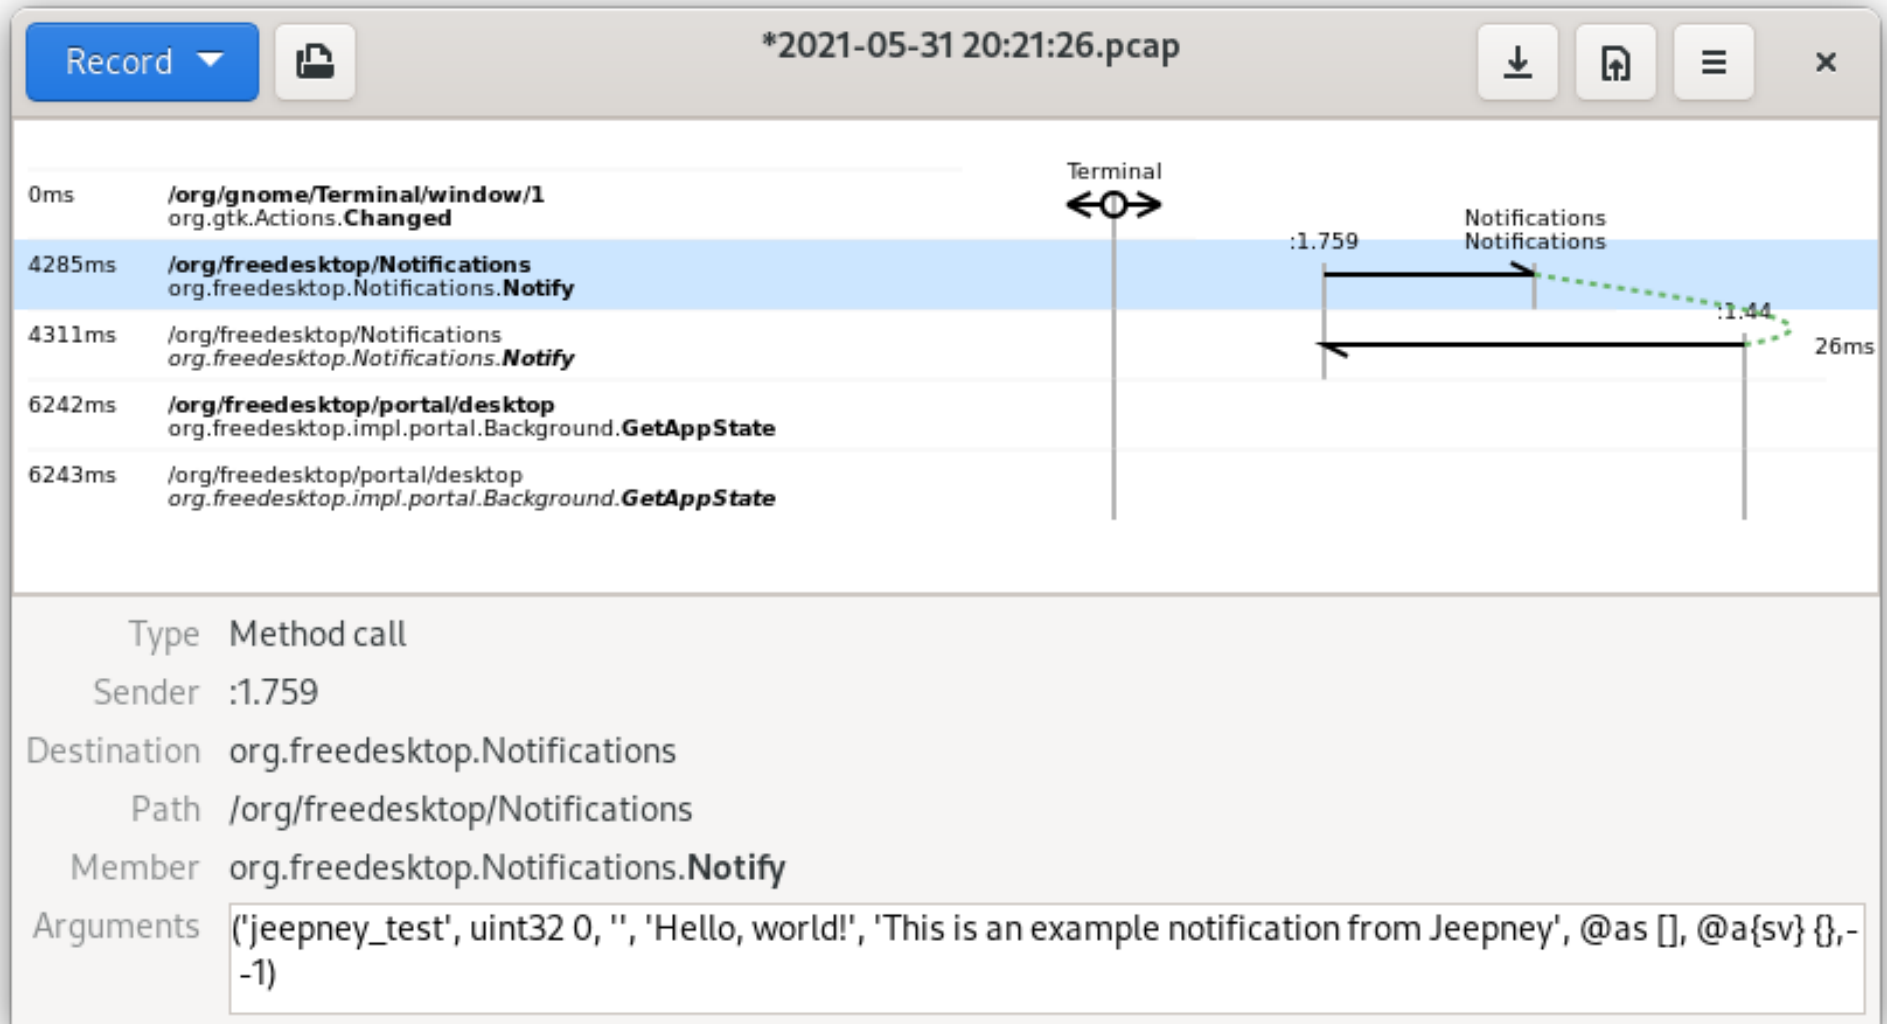 Record
*2021-05-31 20:21:26.pcap
Terminal
0ms /org/gnome/Terminal/window/1
org.gtk.Actions.Changed
Notifications
:1.759 Notifications
4285ms /org/freedesktop/Notifications
org.freedesktop.Notifications.Notify
:1.44
4311ms /org/freedesktop/Notifications
26ms
org.freedesktop.Notifications.Notify
6242ms /org/freedesktop/portal/desktop
org.freedesktop.impl.portal.Background.GetAppState
6243ms /org/freedesktop/portal/desktop
org.freedesktop.impl.portal.Background.GetAppState
Type Method call
Sender :1.759
Destination org.freedesktop.Notifications
Path /org/freedesktop/Notifications
Member org.freedesktop.Notifications.Notify
Arguments ('jeepney_test', uint32 0, '', 'Hello, world!', 'This is an example notification from Jeepney', @as [], @a{sv} {},-
-1)